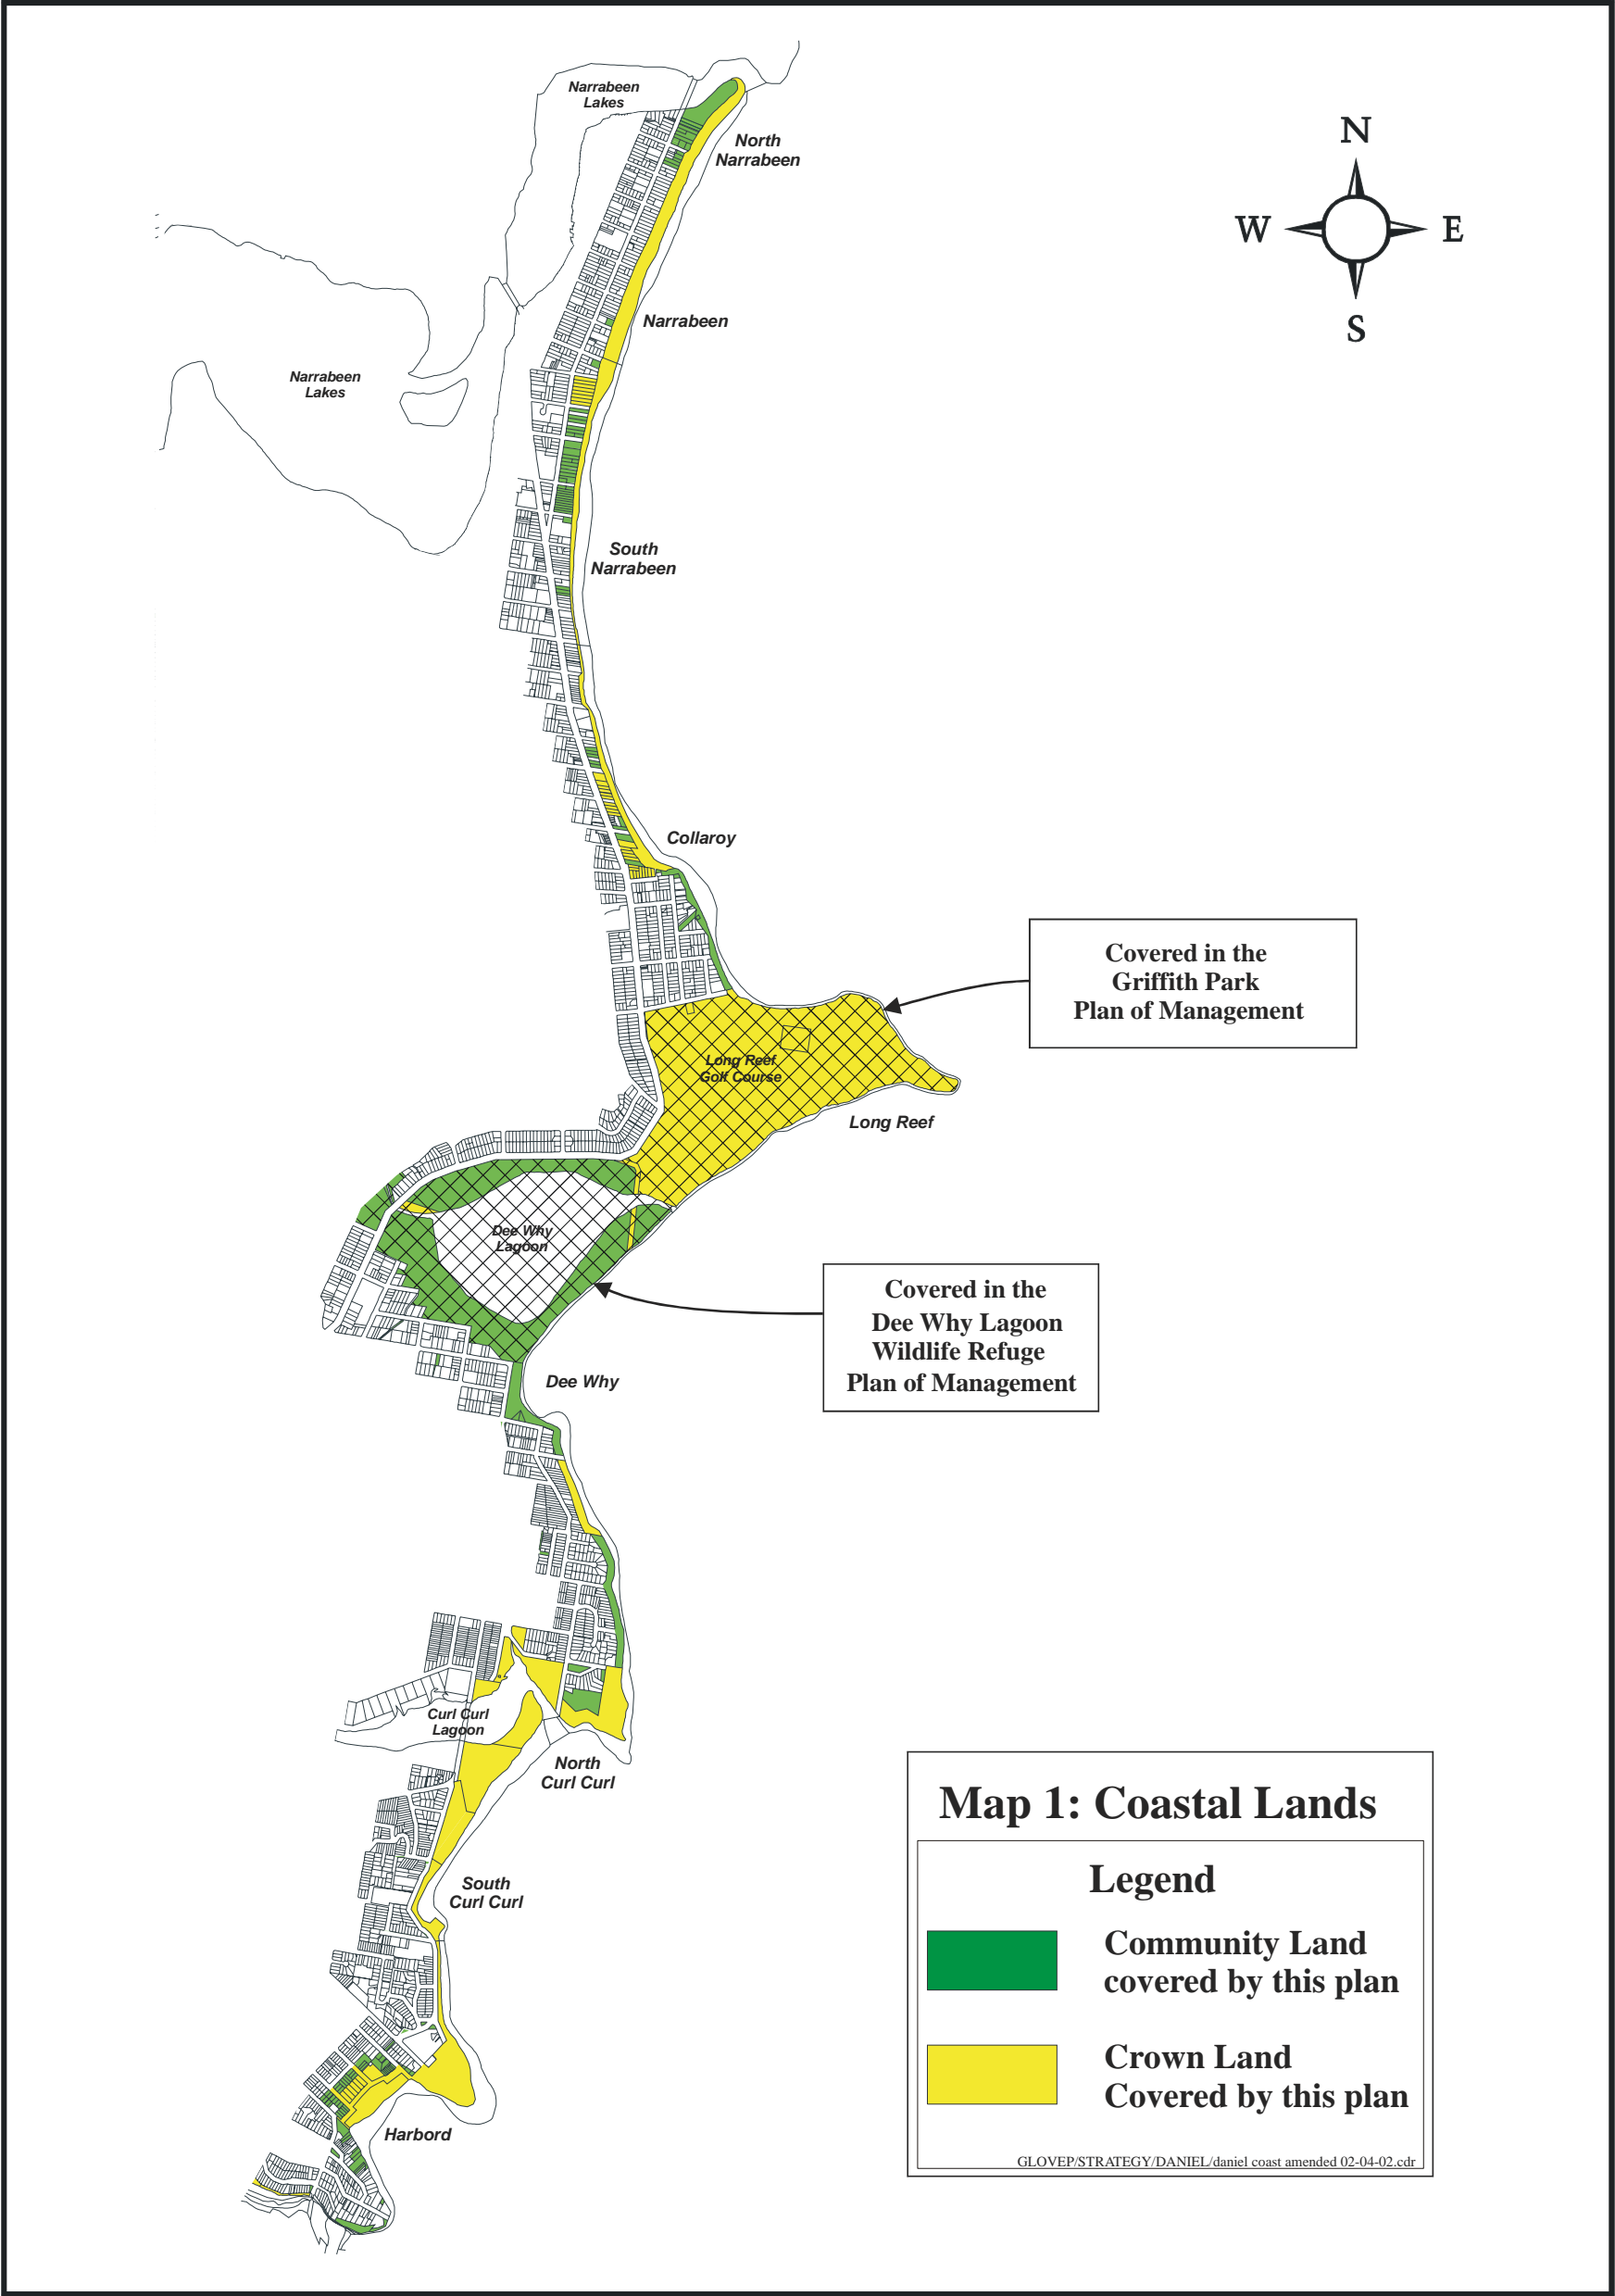 Narrabeen
Lakes
North
Narrabeen
N
W
E
S
Narrabeen
Narrabeen
Lakes
South
Narrabeen
Collaroy
Covered in the
Griffith Park
Plan of Management
Long Reef
Golf Course
Long Reef
Dee Why
Lagoon
Covered in the
Dee Why Lagoon
Wildlife Refuge
Plan of Management
Dee Why
Curl Curl
Lagoon
North
Curl Curl
South
Curl Curl
Harbord
Map 1: Coastal Lands
Legend
Community Land
covered by this plan
Crown Land
Covered by this plan
GLOVEP/STRATEGY/DANIEL/daniel coast amended 02-04-02.cdr